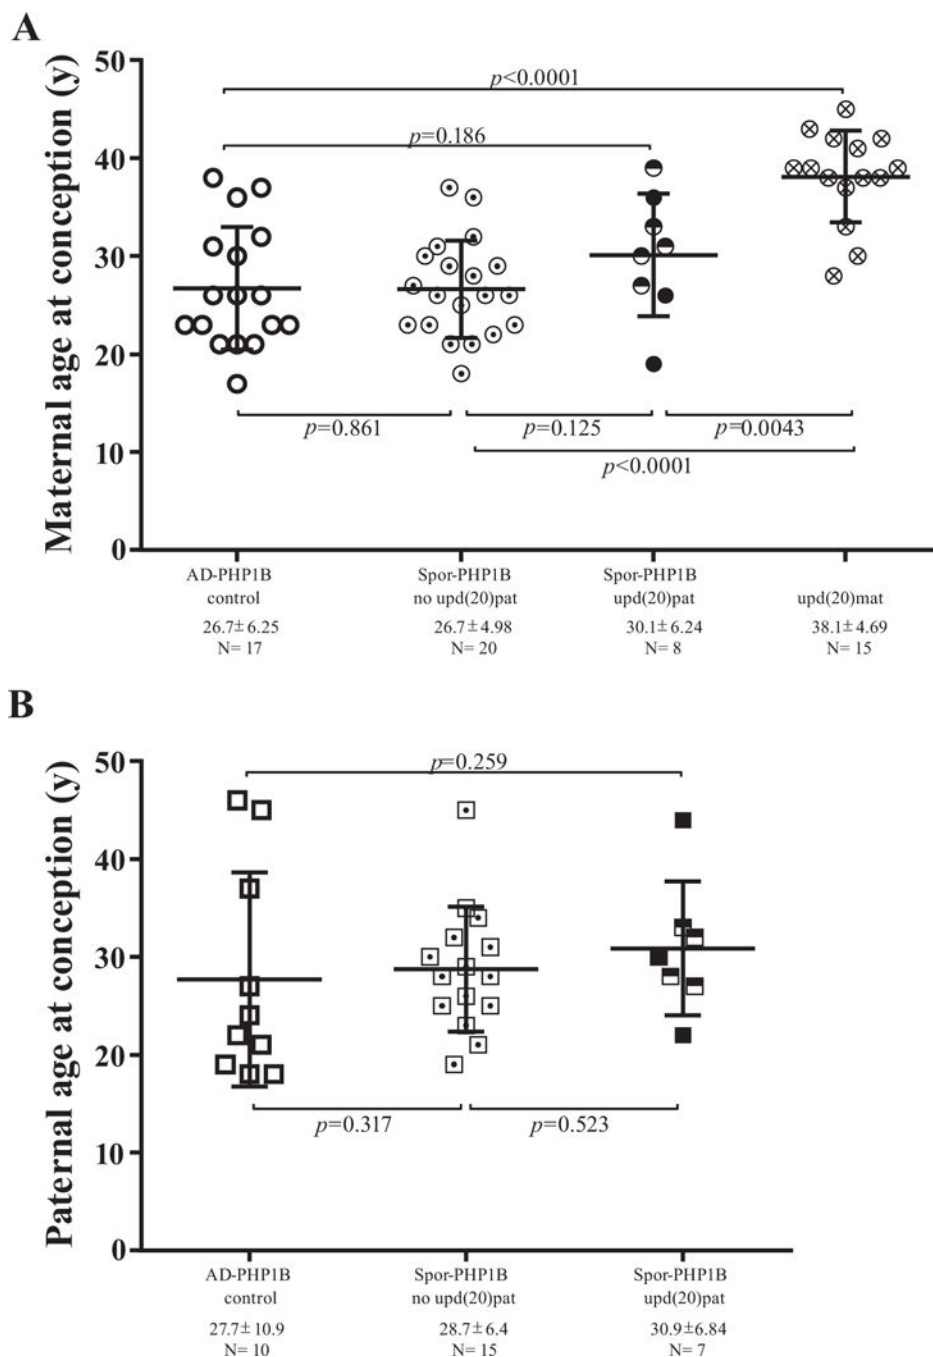 A
Maternal age at conception (y)
50
40
30
20
10
0
p<0.0001
p=0.186
p=0.861
p=0.125
p=0.0043
p<0.0001
AD-PHP1B
control
26.7±6.25
N= 17
Spor-PHP1B
no upd(20)pat
26.7±4.98
N= 20
Spor-PHP1B
upd(20)pat
30.1±6.24
N= 8
upd(20)mat
38.1±4.69
N= 15
B
Paternal age at conception (y)
50
40
30
20
10
0
p=0.259
p=0.317
p=0.523
AD-PHP1B
control
27.7±10.9
N= 10
Spor-PHP1B
no upd(20)pat
28.7±6.4
N= 15
Spor-PHP1B
upd(20)pat
30.9±6.84
N= 7